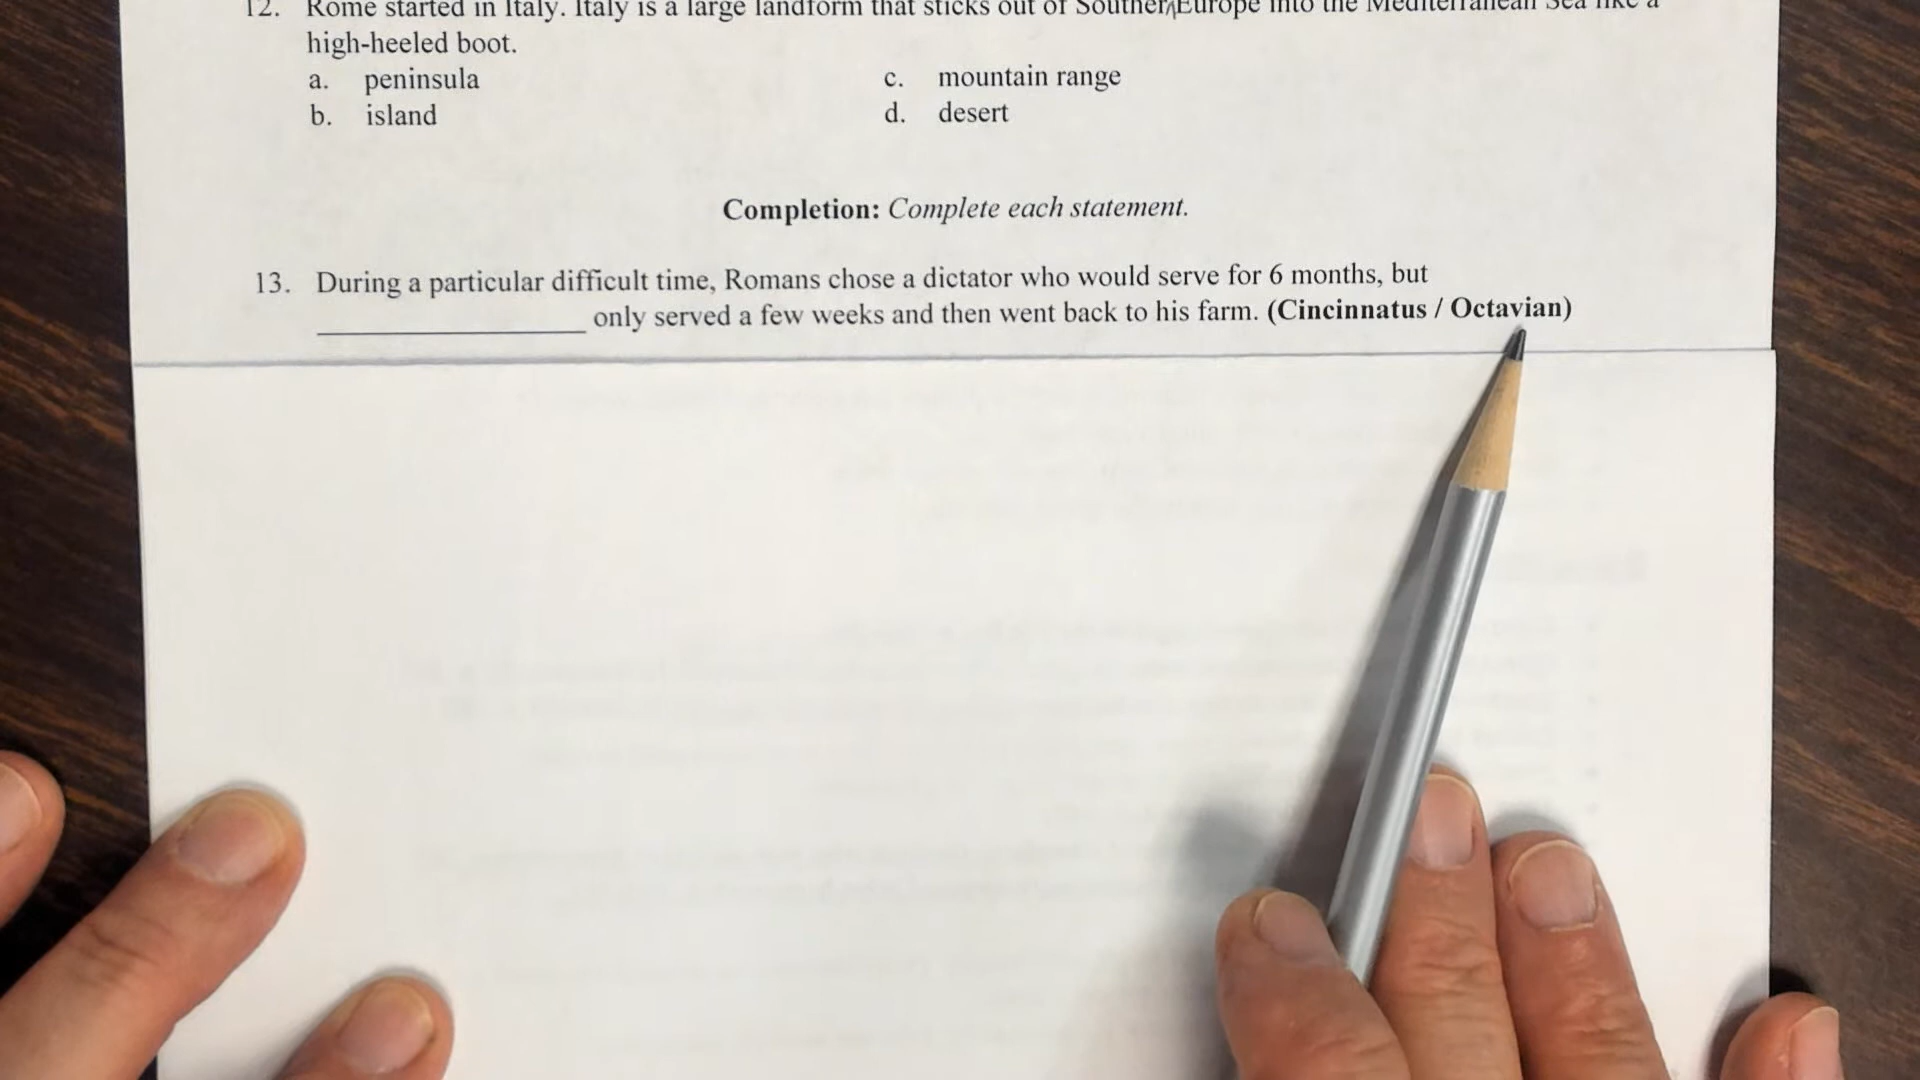 12. Rome started in Italy. Italy is a large landform that sticks out of Souther Europe into the Mediterranean Sea like a
high-heeled boot.
a. peninsula c. mountain range
b. island d. desert
Completion: Complete each statement.
13. During a particular difficult time, Romans chose a dictator who would serve for 6 months, but
____________________ only served a few weeks and then went back to his farm. (Cincinnatus / Octavian)